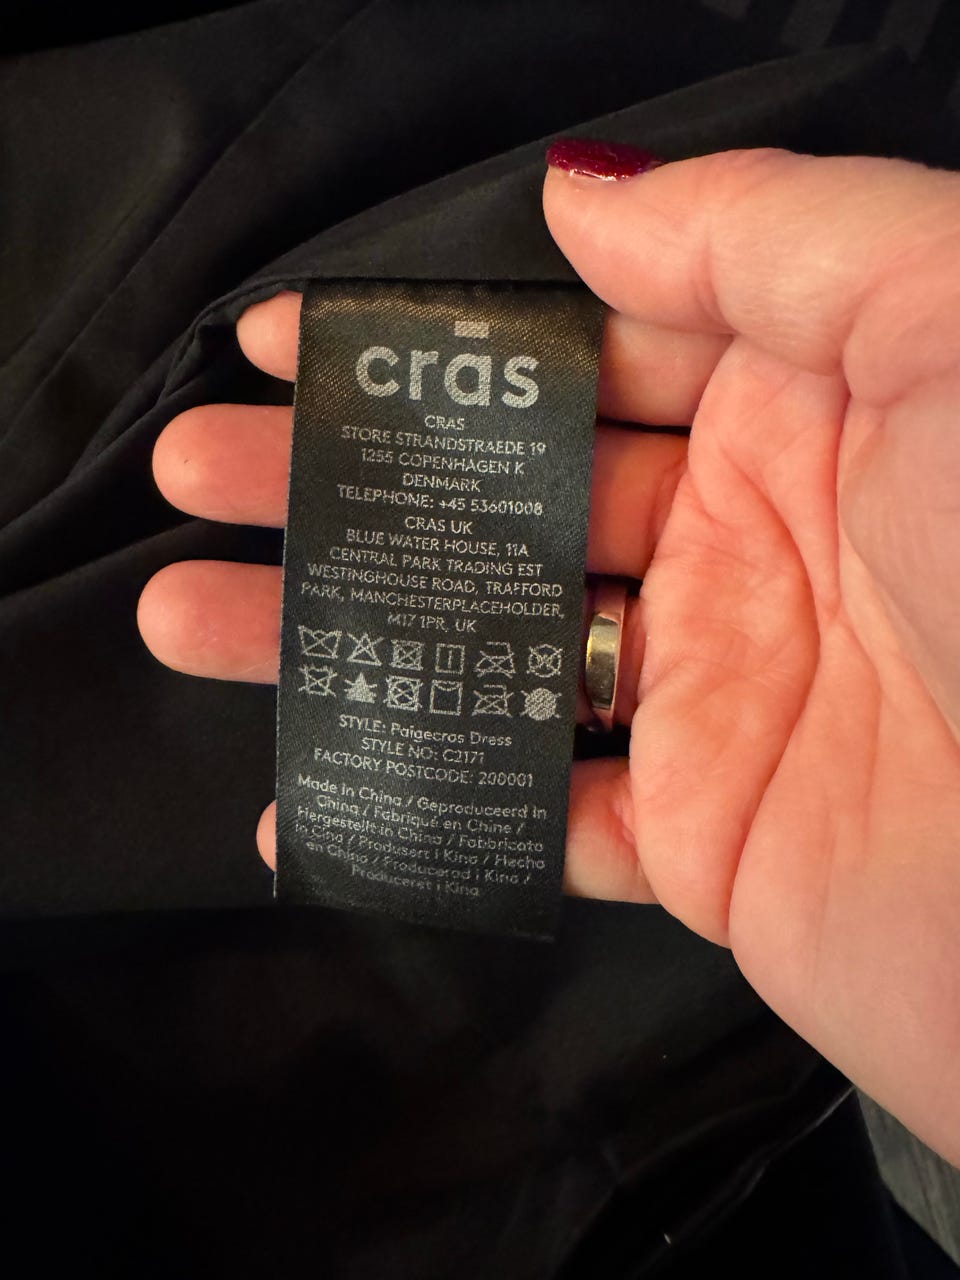 crās
CRAS
STORE STRANDSTRAEDE 19
1255 COPENHAGEN K
DENMARK
TELEPHONE: +45 53601008
CRAS UK
BLUE WATER HOUSE, 11A
CENTRAL PARK TRADING EST
WESTINGHOUSE ROAD, TRAFFORD
PARK, MANCHESTERPLACEHOLDER,
M17 1PR, UK
STYLE: Paigecras Dress
STYLE NO: C2171
FACTORY POSTCODE: 200001
Made in China / Geproduceerd in
China / Fabriqué en Chine /
Hergestellt in China / Fabbricato
in Cina / Produsert i Kina / Hecho
en China / Producerad i Kina /
Produceret i Kina